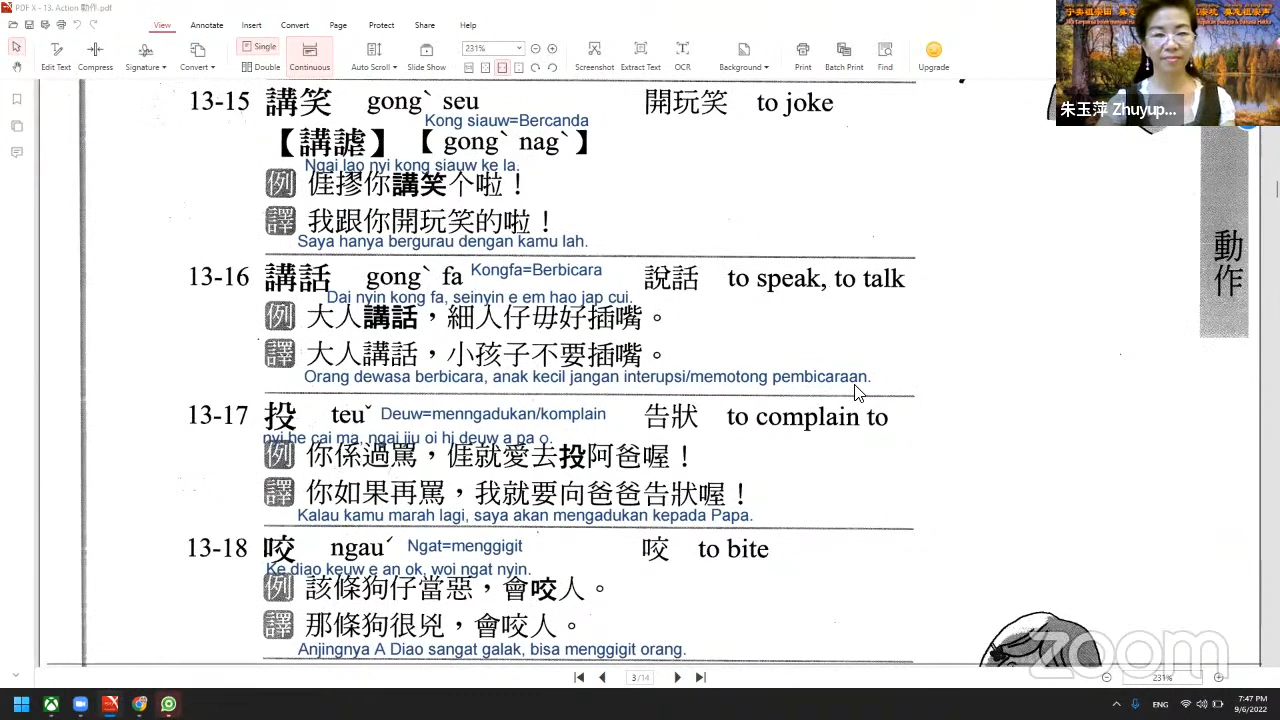 PDF X - 13. Action 動作.pdf
View Annotate Insert Convert Page Protect Share Help
Edit Text Compress Signature Convert Single Double Continuous Auto Scroll Slide Show 231% Screenshot Extract Text OCR Background Print Batch Print Find Upgrade
朱玉萍 Zhuyup...
13-15 講笑 gongˋ seu 開玩笑 to joke
Kong siauw=Bercanda
【講謔】 【 gongˋ nagˋ 】
Ngai lao nyi kong siauw ke la.
例 𠊎摎你講笑个啦！
譯 我跟你開玩笑的啦！
Saya hanya bergurau dengan kamu lah.
13-16 講話 gongˋ fa Kongfa=Berbicara 說話 to speak, to talk
Dai nyin kong fa, seinyin e em hao jap cui.
例 大人講話，細人仔毋好插嘴。
譯 大人講話，小孩子不要插嘴。
Orang dewasa berbicara, anak kecil jangan interupsi/memotong pembicaraan.
13-17 投 teuˇ Deuw=menngadukan/komplain 告狀 to complain to
nyi he cai ma, ngai jiu oi hi deuw a pa o.
例 你係過罵，𠊎就愛去投阿爸喔！
譯 你如果再罵，我就要向爸爸告狀喔！
Kalau kamu marah lagi, saya akan mengadukan kepada Papa.
13-18 咬 ngauˊ Ngat=menggigit 咬 to bite
Ke diao keuw e an ok, woi ngat nyin.
例 該條狗仔當惡，會咬人。
譯 那條狗很兇，會咬人。
Anjingnya A Diao sangat galak, bisa menggigit orang.
動作
zoom
3 /14
231%
ENG
7:47 PM
9/6/2022